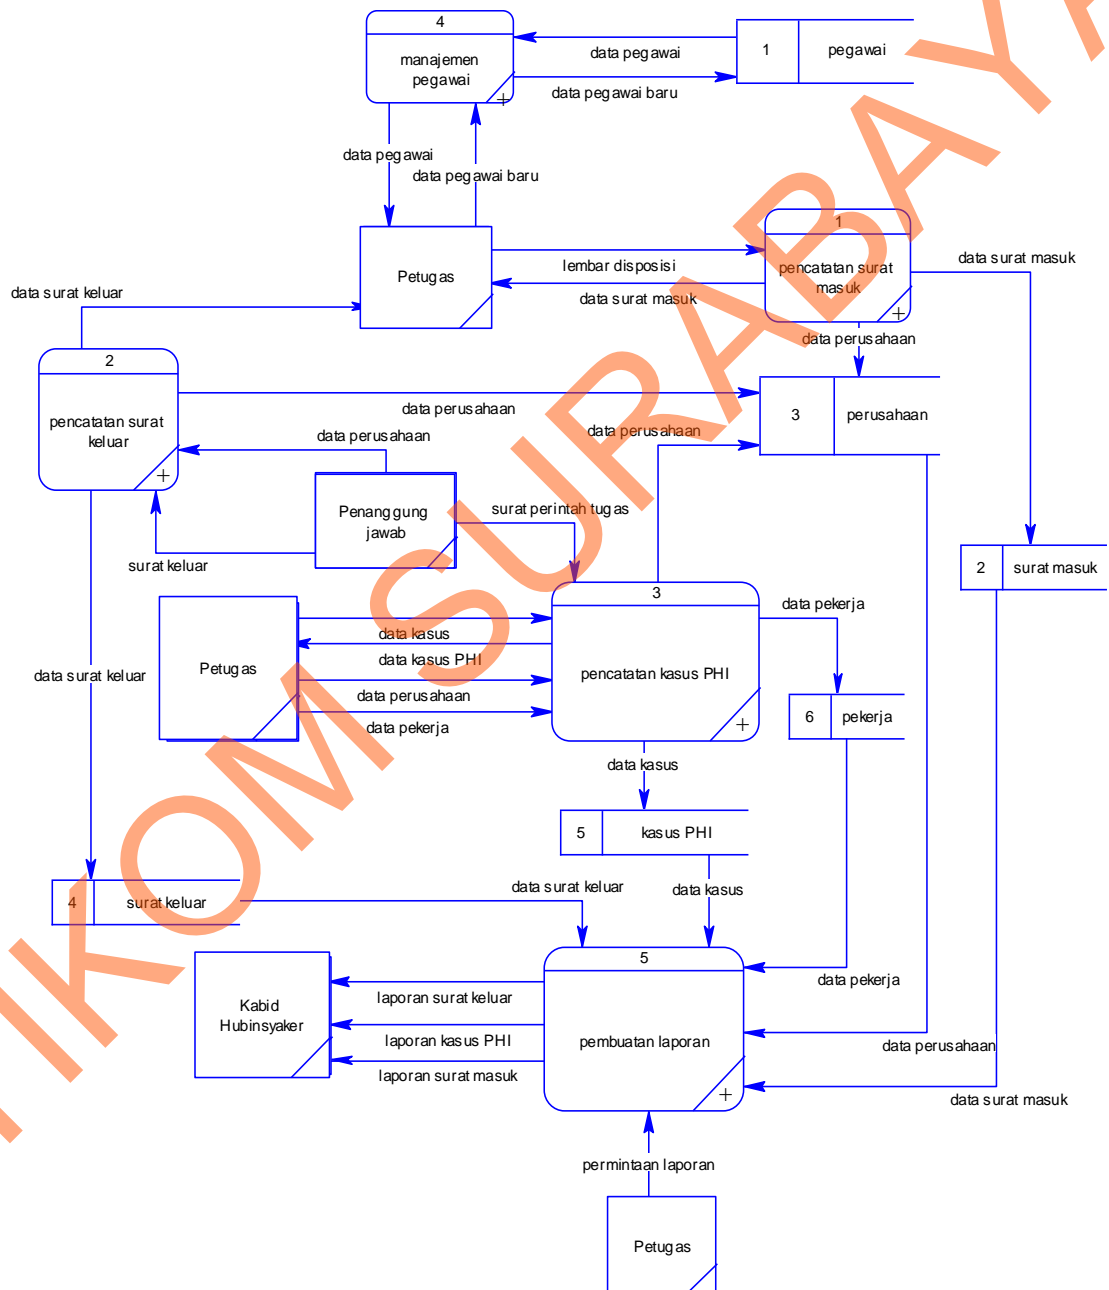 4
manajemen
pegawai
data pegawai
1
pegawai
data pegawai baru
data pegawai
data pegawai baru
Petugas
lembar disposisi
data surat masuk
1
pencatatan surat
masuk
data surat masuk
data perusahaan
data surat keluar
2
pencatatan surat
keluar
data perusahaan
3
perusahaan
data perusahaan
data perusahaan
Penanggung
jawab
surat perintah tugas
surat keluar
2
surat masuk
3
pencatatan kasus PHI
data pekerja
Petugas
data kasus
data kasus PHI
data perusahaan
data pekerja
data surat keluar
6
pekerja
data kasus
5
kasus PHI
data surat keluar
data kasus
4
surat keluar
5
pembuatan laporan
data pekerja
Kabid
Hubinsyaker
laporan surat keluar
laporan kasus PHI
laporan surat masuk
data perusahaan
data surat masuk
permintaan laporan
Petugas
IKOM SURABAYA